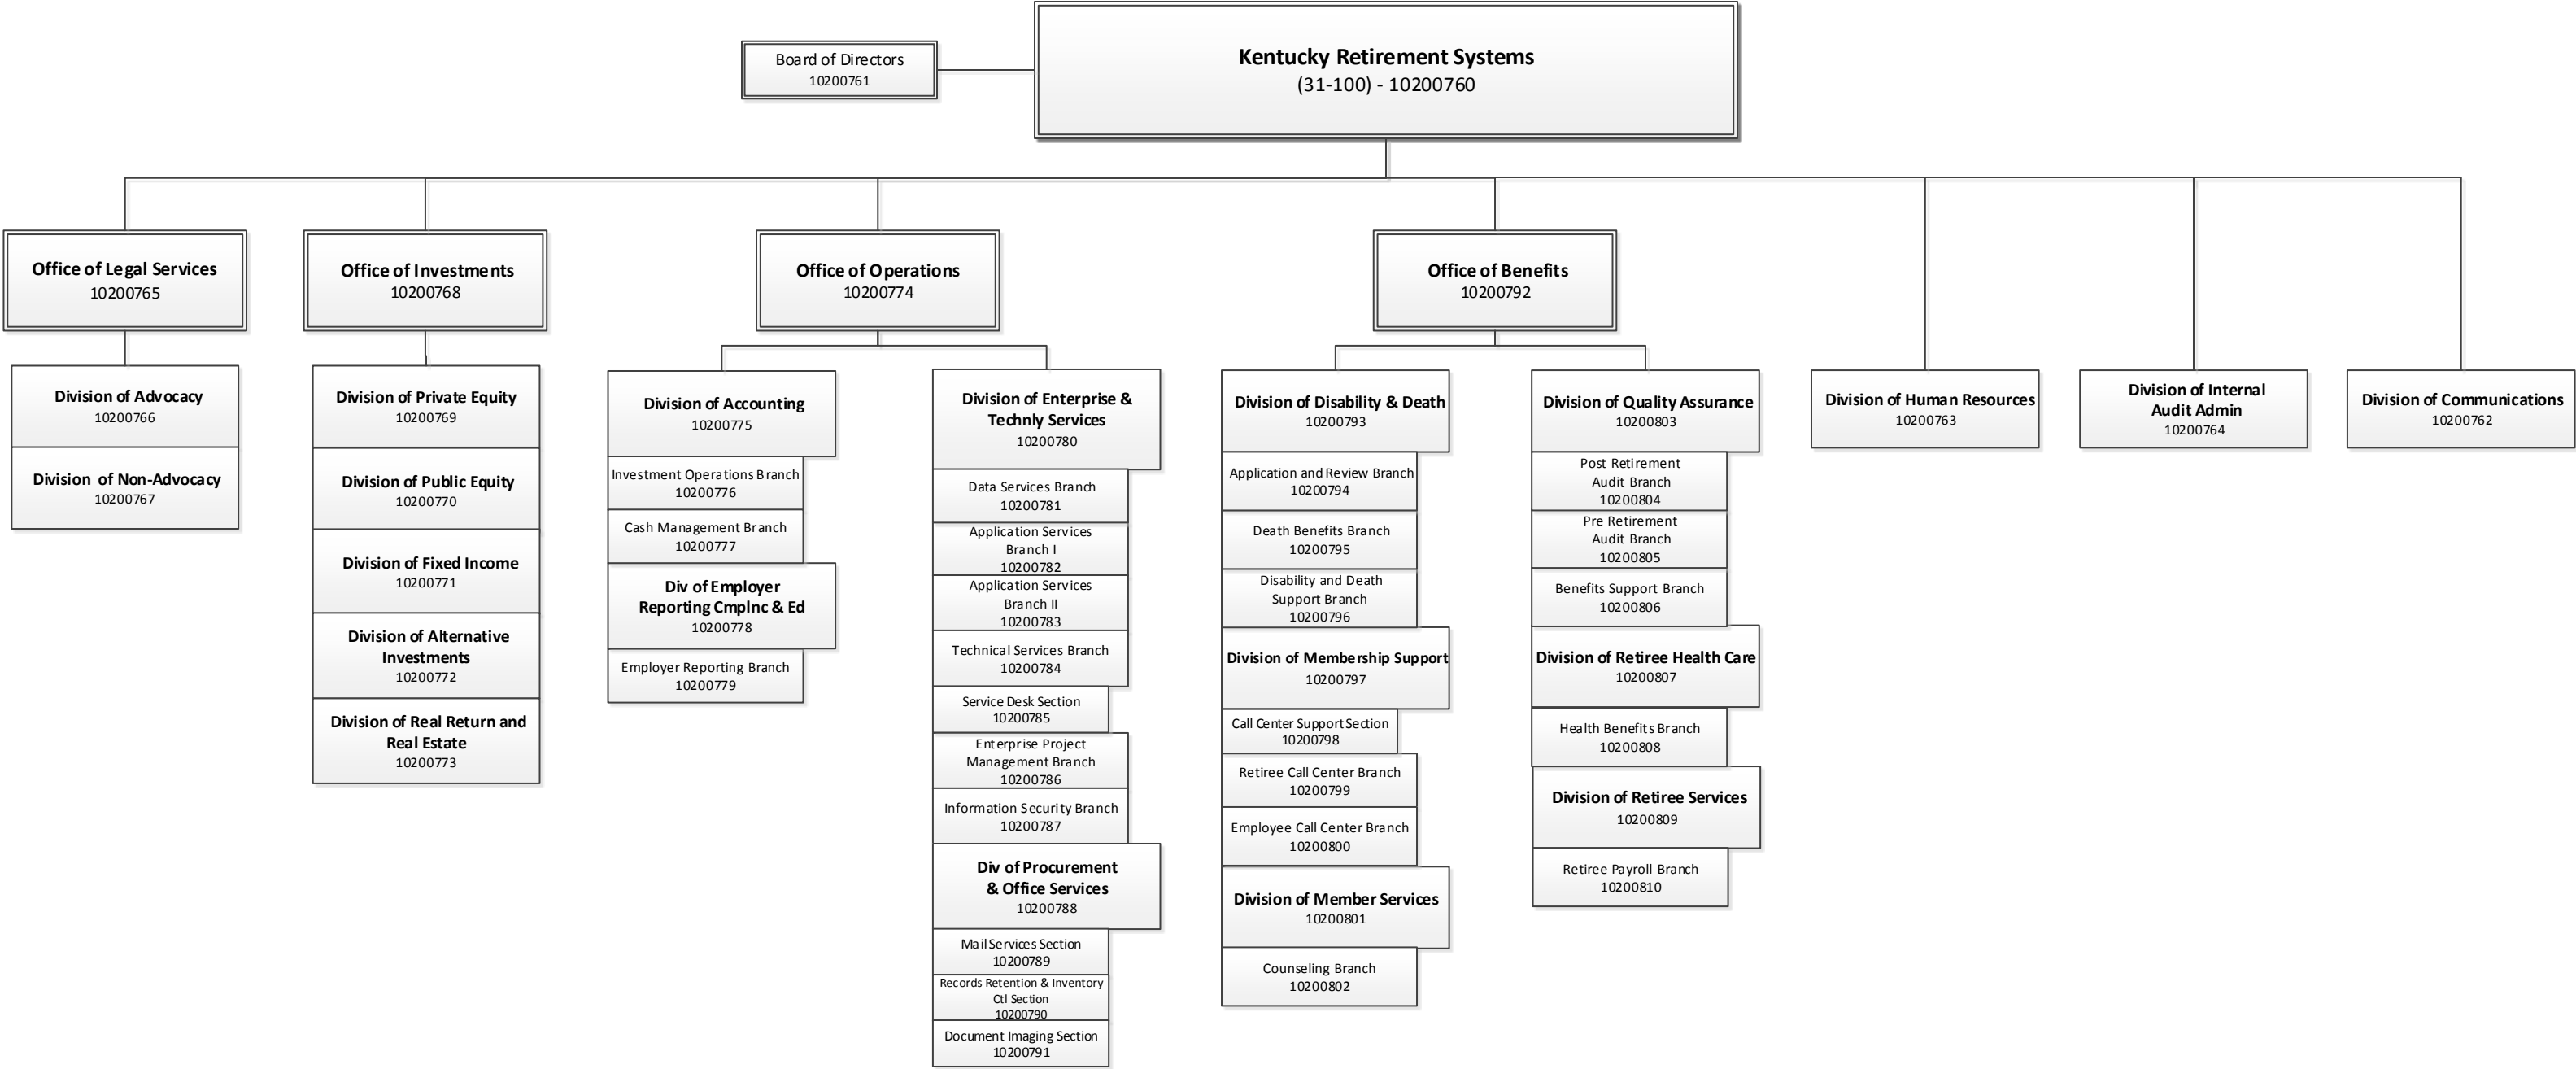 Kentucky Retirement Systems
(31-100) - 10200760
Board of Directors
10200761
Office of Legal Services
10200765
Division of Advocacy
10200766
Division of Non-Advocacy
10200767
Office of Investments
10200768
Division of Private Equity
10200769
Division of Public Equity
10200770
Division of Fixed Income
10200771
Division of Alternative
Investments
10200772
Division of Real Return and
Real Estate
10200773
Office of Operations
10200774
Division of Accounting
10200775
Investment Operations Branch
10200776
Cash Management Branch
10200777
Div of Employer
Reporting Cmplnc & Ed
10200778
Employer Reporting Branch
10200779
Division of Enterprise &
Technly Services
10200780
Data Services Branch
10200781
Application Services
Branch I
10200782
Application Services
Branch II
10200783
Technical Services Branch
10200784
Service Desk Section
10200785
Enterprise Project
Management Branch
10200786
Information Security Branch
10200787
Div of Procurement
& Office Services
10200788
Mail Services Section
10200789
Records Retention & Inventory
Ctl Section
10200790
Document Imaging Section
10200791
Office of Benefits
10200792
Division of Disability & Death
10200793
Application and Review Branch
10200794
Death Benefits Branch
10200795
Disability and Death
Support Branch
10200796
Division of Membership Support
10200797
Call Center Support Section
10200798
Retiree Call Center Branch
10200799
Employee Call Center Branch
10200800
Division of Member Services
10200801
Counseling Branch
10200802
Division of Quality Assurance
10200803
Post Retirement
Audit Branch
10200804
Pre Retirement
Audit Branch
10200805
Benefits Support Branch
10200806
Division of Retiree Health Care
10200807
Health Benefits Branch
10200808
Division of Retiree Services
10200809
Retiree Payroll Branch
10200810
Division of Human Resources
10200763
Division of Internal
Audit Admin
10200764
Division of Communications
10200762